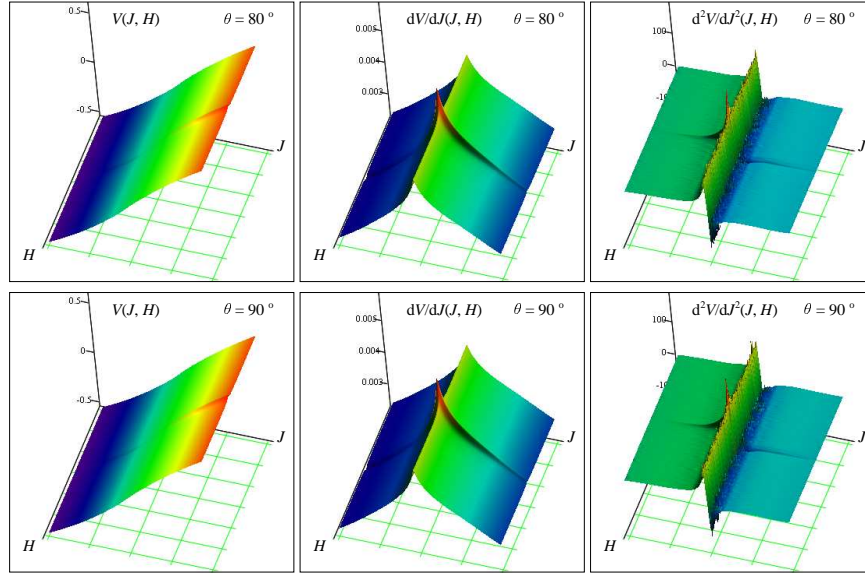 V(J, H) θ = 80 °
0.5
0
-0.5
J
H
dV/dJ(J, H) θ = 80 °
0.005
0.004
0.003
J
H
d²V/dJ²(J, H) θ = 80 °
100
0
-10
J
H
V(J, H) θ = 90 °
0.5
0
-0.5
J
H
dV/dJ(J, H) θ = 90 °
0.005
0.004
0.003
J
H
d²V/dJ²(J, H) θ = 90 °
100
0
-10
J
H